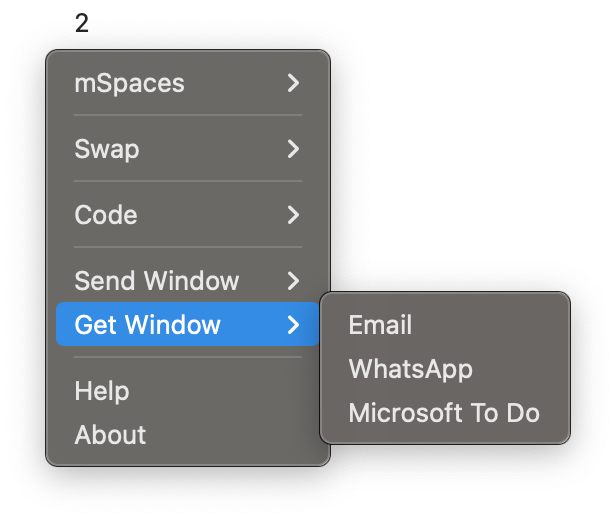 2
mSpaces
Swap
Code
Send Window
Get Window
Email
WhatsApp
Microsoft To Do
Help
About